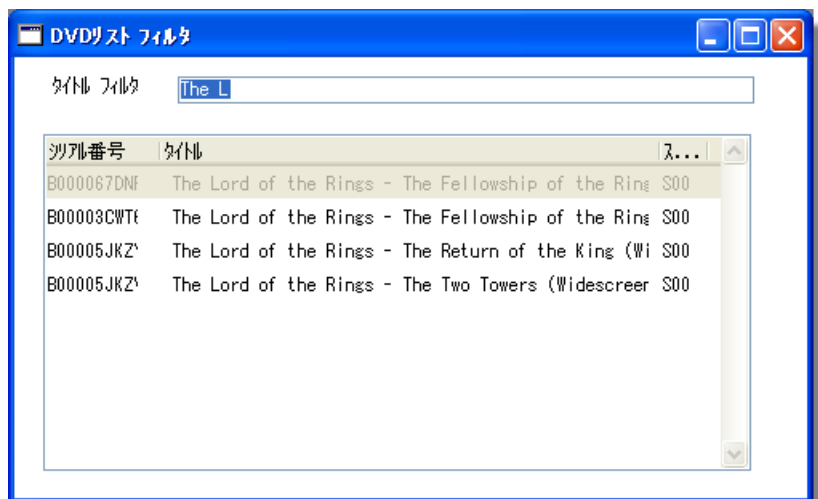 DVDリスト フィルタ
タイトル フィルタ The L
シリアル番号 タイトル ス...
B000067DNF The Lord of the Rings - The Fellowship of the Ring S00
B00003CWT6 The Lord of the Rings - The Fellowship of the Ring S00
B00005JKZY The Lord of the Rings - The Return of the King (Wi S00
B00005JKZY The Lord of the Rings - The Two Towers (Widescreen S00